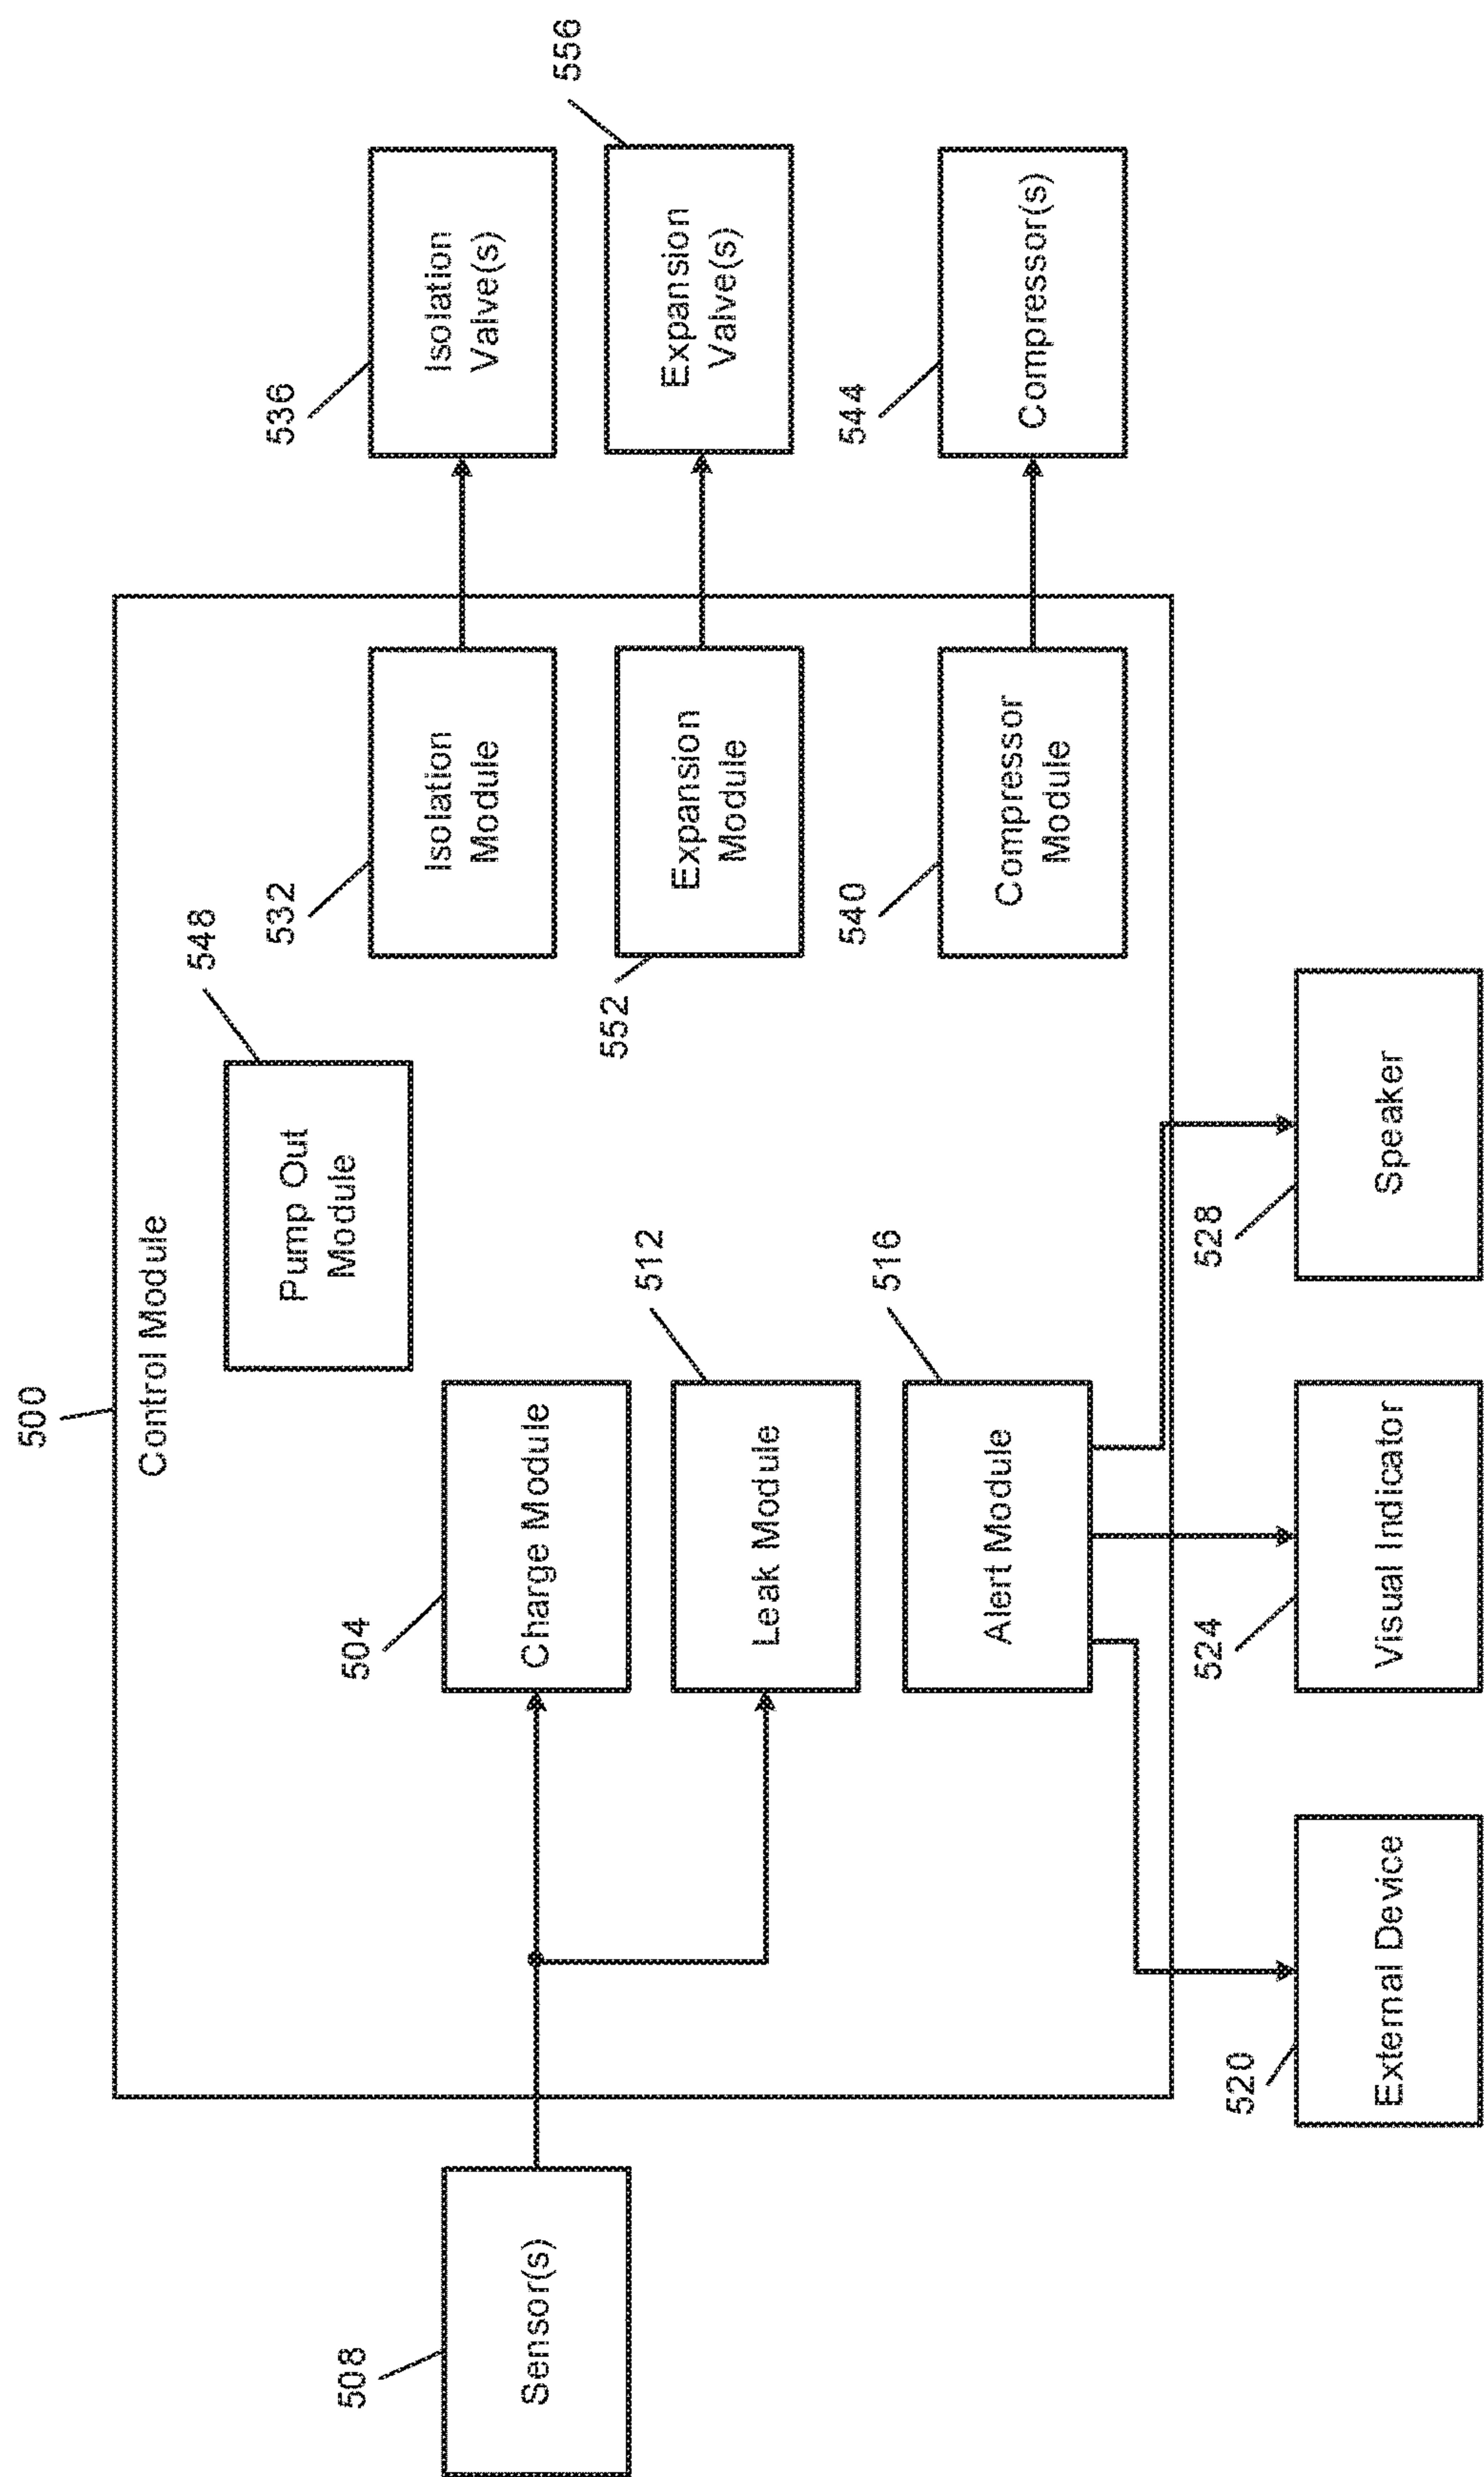 500
Control Module
548
Pump Out
Module
532
Isolation
Module
536
Isolation
Valve(s)
508
Sensor(s)
504
Charge Module
552
Expansion
Module
556
Expansion
Valve(s)
512
Leak Module
516
Alert Module
540
Compressor
Module
544
Compressor(s)
520
External Device
524
Visual Indicator
528
Speaker